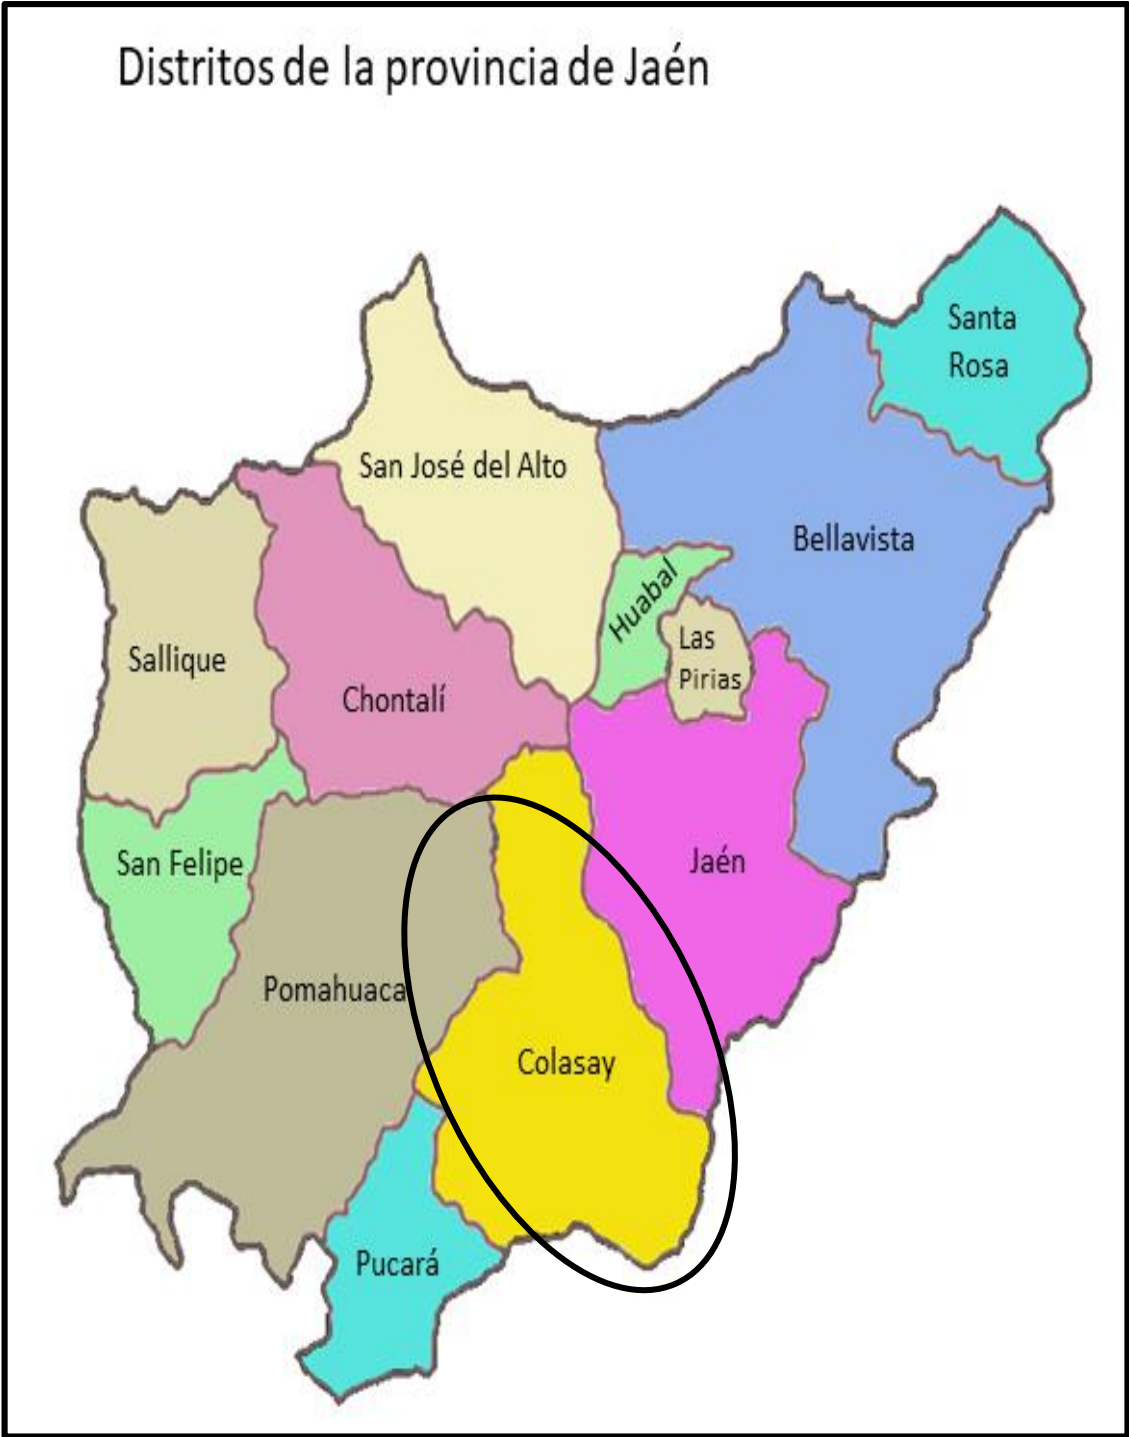 Distritos de la provincia de Jaén
Santa
Rosa
San José del Alto
Bellavista
Huabal
Las
Pirias
Sallique
Chontalí
San Felipe
Jaén
Pomahuaca
Colasay
Pucará